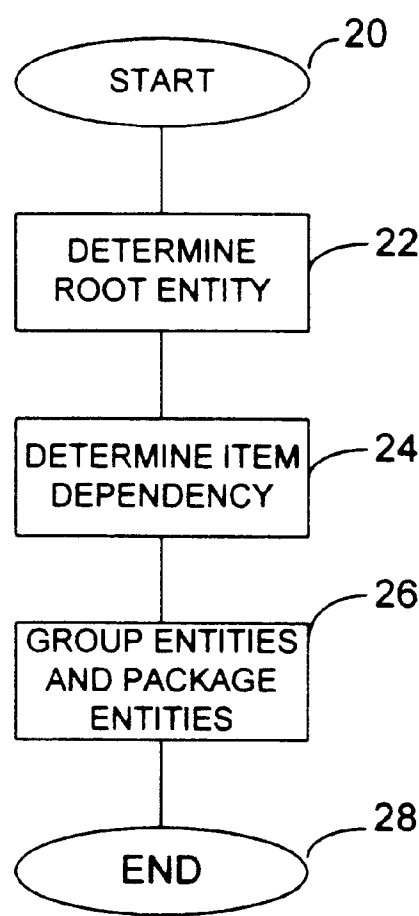 20
START
22
DETERMINE
ROOT ENTITY
24
DETERMINE ITEM
DEPENDENCY
26
GROUP ENTITIES
AND PACKAGE
ENTITIES
28
END